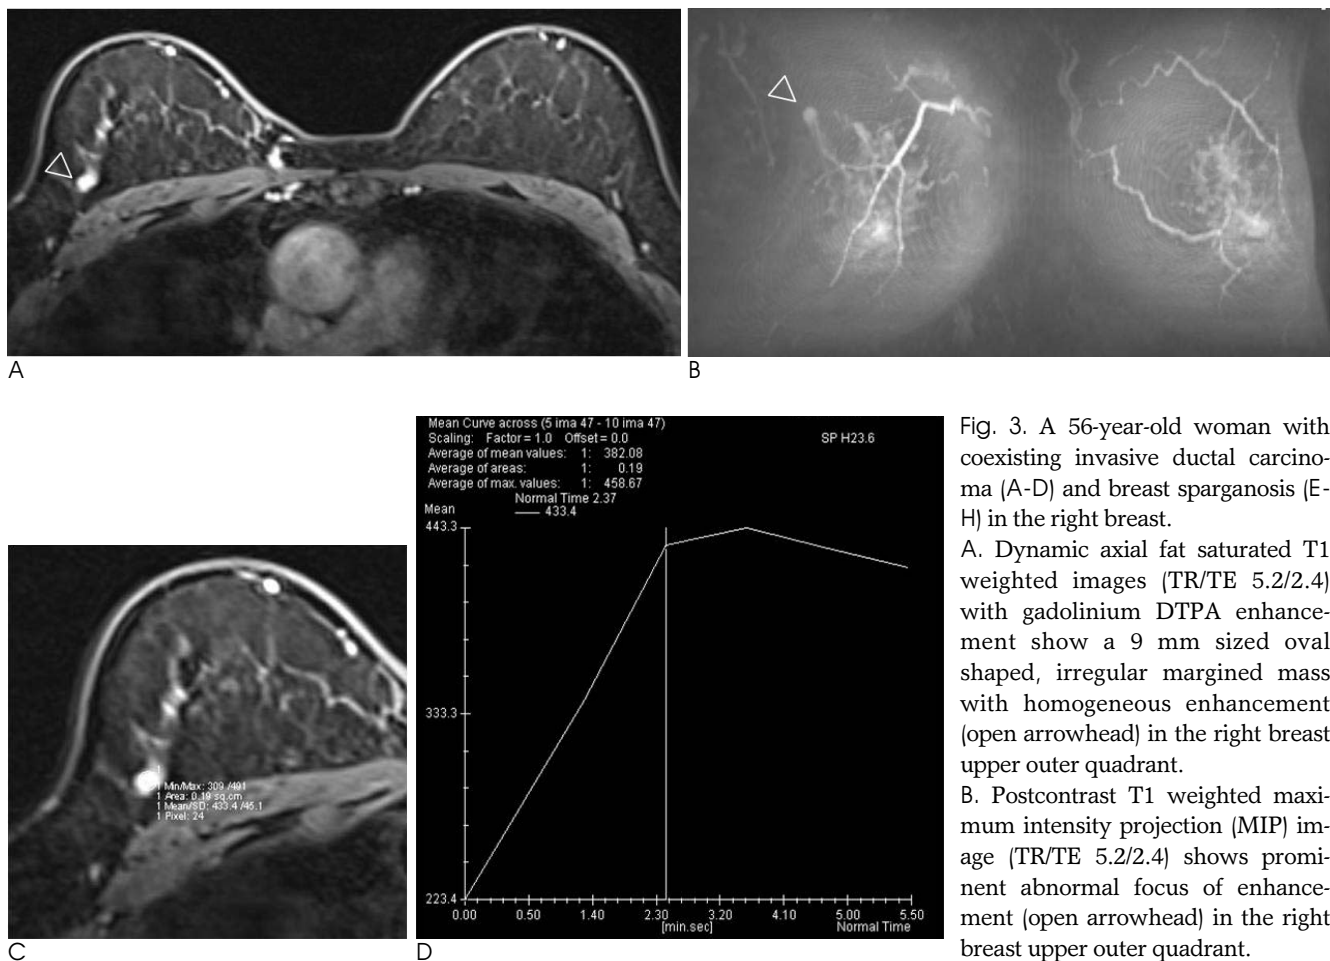 A
B
Mean Curve across (5 ima 47 - 10 ima 47)
Scaling: Factor = 1.0 Offset = 0.0
SP H23.6
Average of mean values: 1: 382.08
Average of areas: 1: 0.19
Average of max. values: 1: 458.67
Normal Time 2.37
Mean
433.4
443.3
333.3
223.4
0.00 0.50 1.40 2.30 3.20 4.10 5.00 5.50
[min.sec]
Normal Time
1
1 Min/Max: 309 /491
1 Area: 0.19 sq.cm
1 Mean/SD: 433.4 /45.1
1 Pixel: 24
C
D
Fig. 3. A 56-year-old woman with
coexisting invasive ductal carcino-
ma (A-D) and breast sparganosis (E-
H) in the right breast.
A. Dynamic axial fat saturated T1
weighted images (TR/TE 5.2/2.4)
with gadolinium DTPA enhance-
ment show a 9 mm sized oval
shaped, irregular margined mass
with homogeneous enhancement
(open arrowhead) in the right breast
upper outer quadrant.
B. Postcontrast T1 weighted maxi-
mum intensity projection (MIP) im-
age (TR/TE 5.2/2.4) shows promi-
nent abnormal focus of enhance-
ment (open arrowhead) in the right
breast upper outer quadrant.